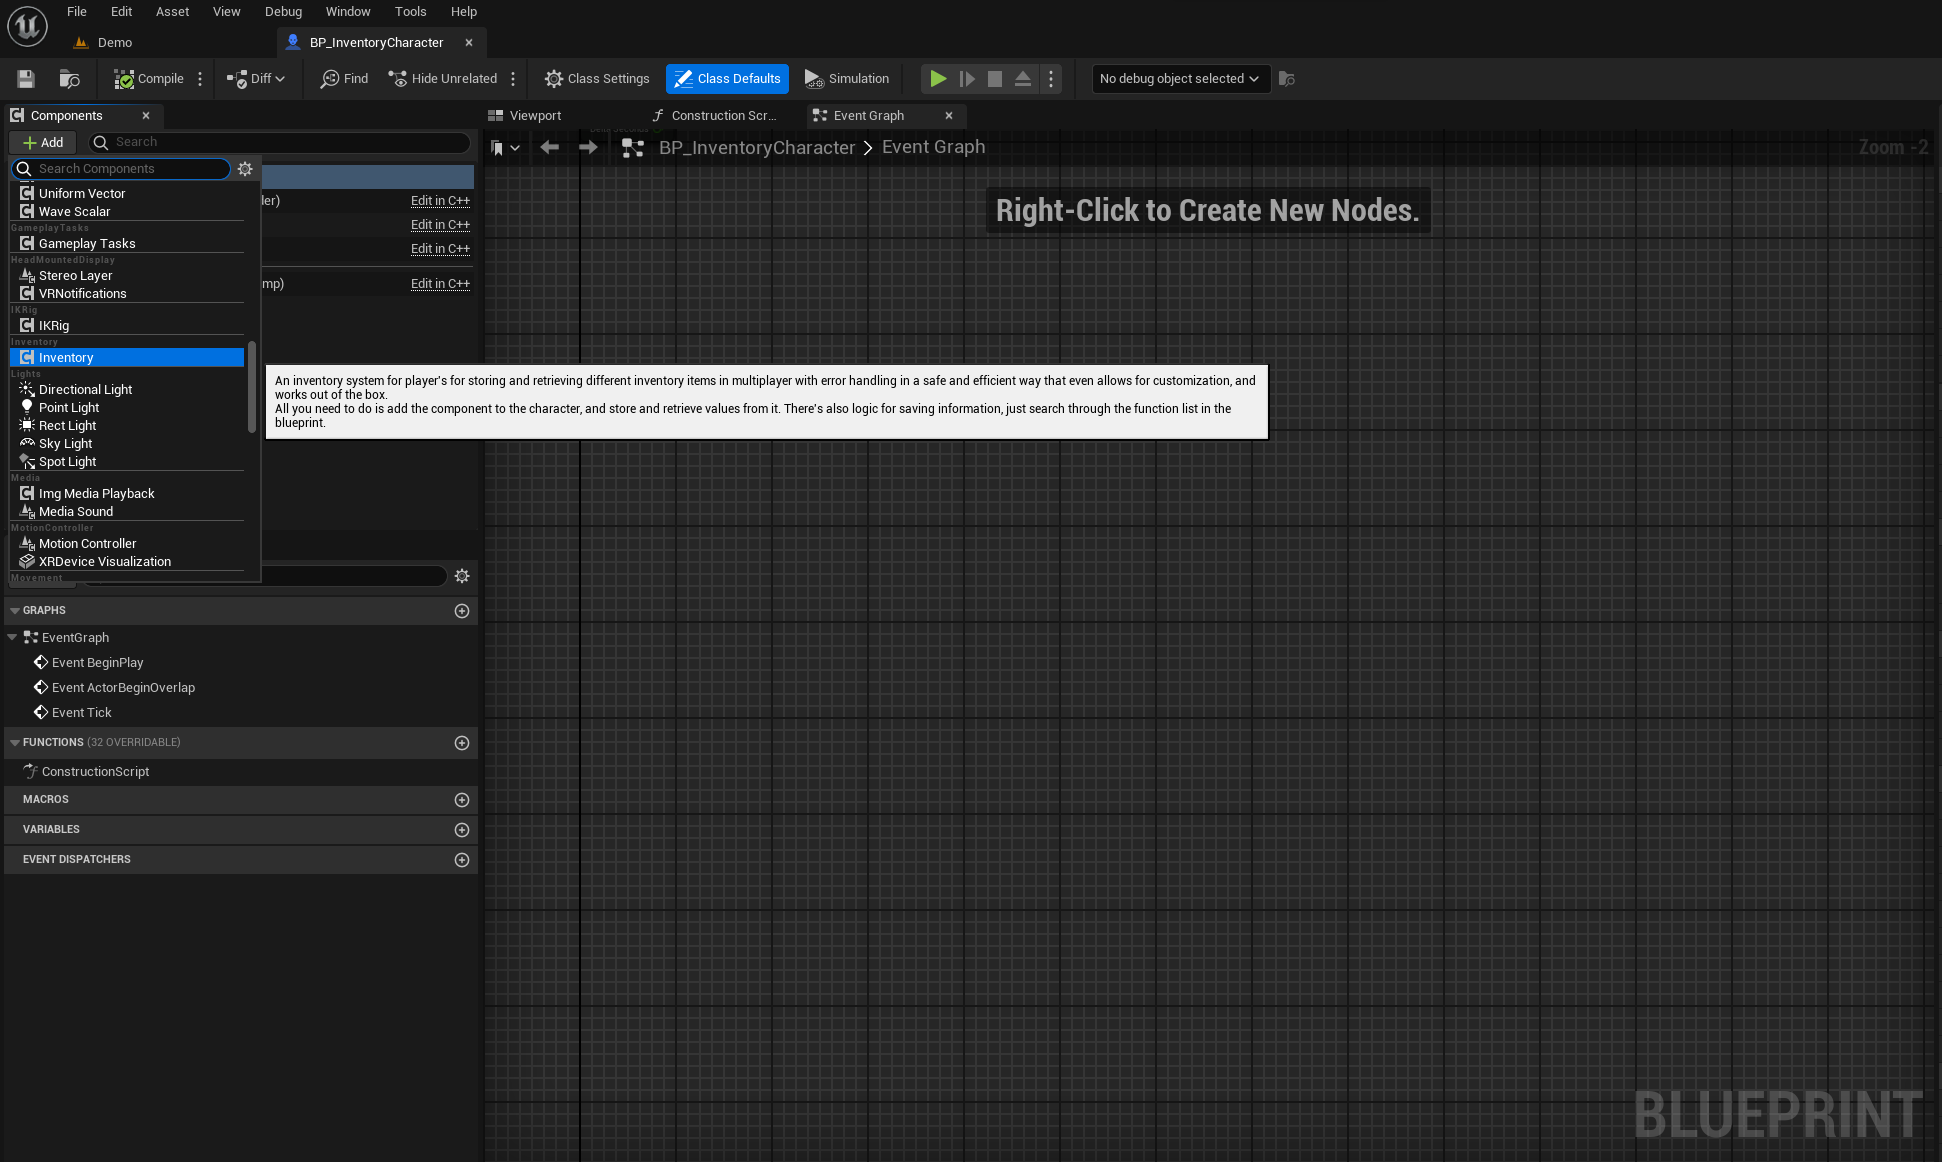 File Edit Asset View Debug Window Tools Help
Demo
BP_InventoryCharacter
Compile
Diff
Find
Hide Unrelated
Class Settings
Class Defaults
Simulation
No debug object selected
Components
Viewport
Construction Scr...
Event Graph
Add
Search
BP_InventoryCharacter > Event Graph
Zoom -2
Search Components
Right-Click to Create New Nodes.
Uniform Vector
ler)
Edit in C++
Wave Scalar
GameplayTasks
Edit in C++
Gameplay Tasks
Edit in C++
HeadMountedDisplay
Stereo Layer
mp)
Edit in C++
VRNotifications
IKRig
IKRig
Inventory
Inventory
Lights
An inventory system for player's for storing and retrieving different inventory items in multiplayer with error handling in a safe and efficient way that even allows for customization, and
works out of the box.
All you need to do is add the component to the character, and store and retrieve values from it. There's also logic for saving information, just search through the function list in the
blueprint.
Directional Light
Point Light
Rect Light
Sky Light
Spot Light
Media
Img Media Playback
Media Sound
MotionController
Motion Controller
XRDevice Visualization
Movement
GRAPHS
EventGraph
Event BeginPlay
Event ActorBeginOverlap
Event Tick
FUNCTIONS (32 OVERRIDABLE)
ConstructionScript
MACROS
VARIABLES
EVENT DISPATCHERS
BLUEPRINT